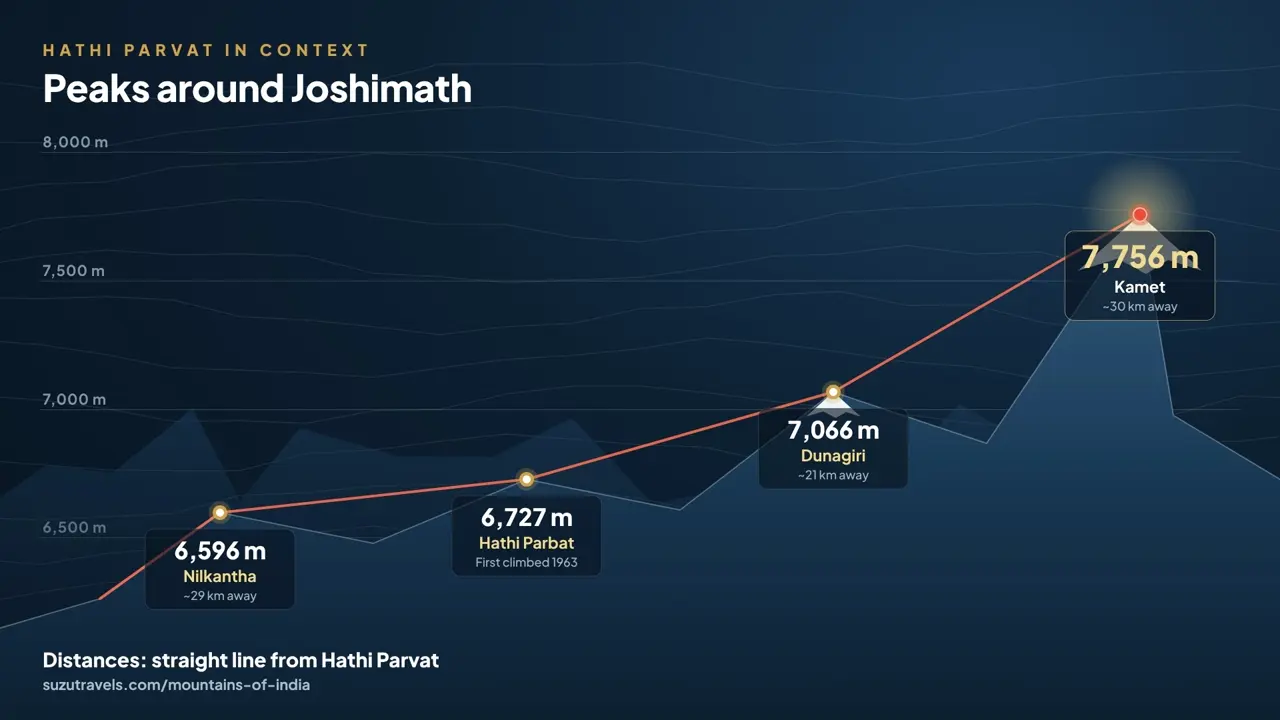 HATHI PARVAT IN CONTEXT
Peaks around Joshimath
8,000 m
7,500 m
7,000 m
6,500 m
7,756 m
Kamet
~30 km away
7,066 m
Dunagiri
~21 km away
6,727 m
Hathi Parbat
First climbed 1963
6,596 m
Nilkantha
~29 km away
Distances: straight line from Hathi Parvat
suzutravels.com/mountains-of-india